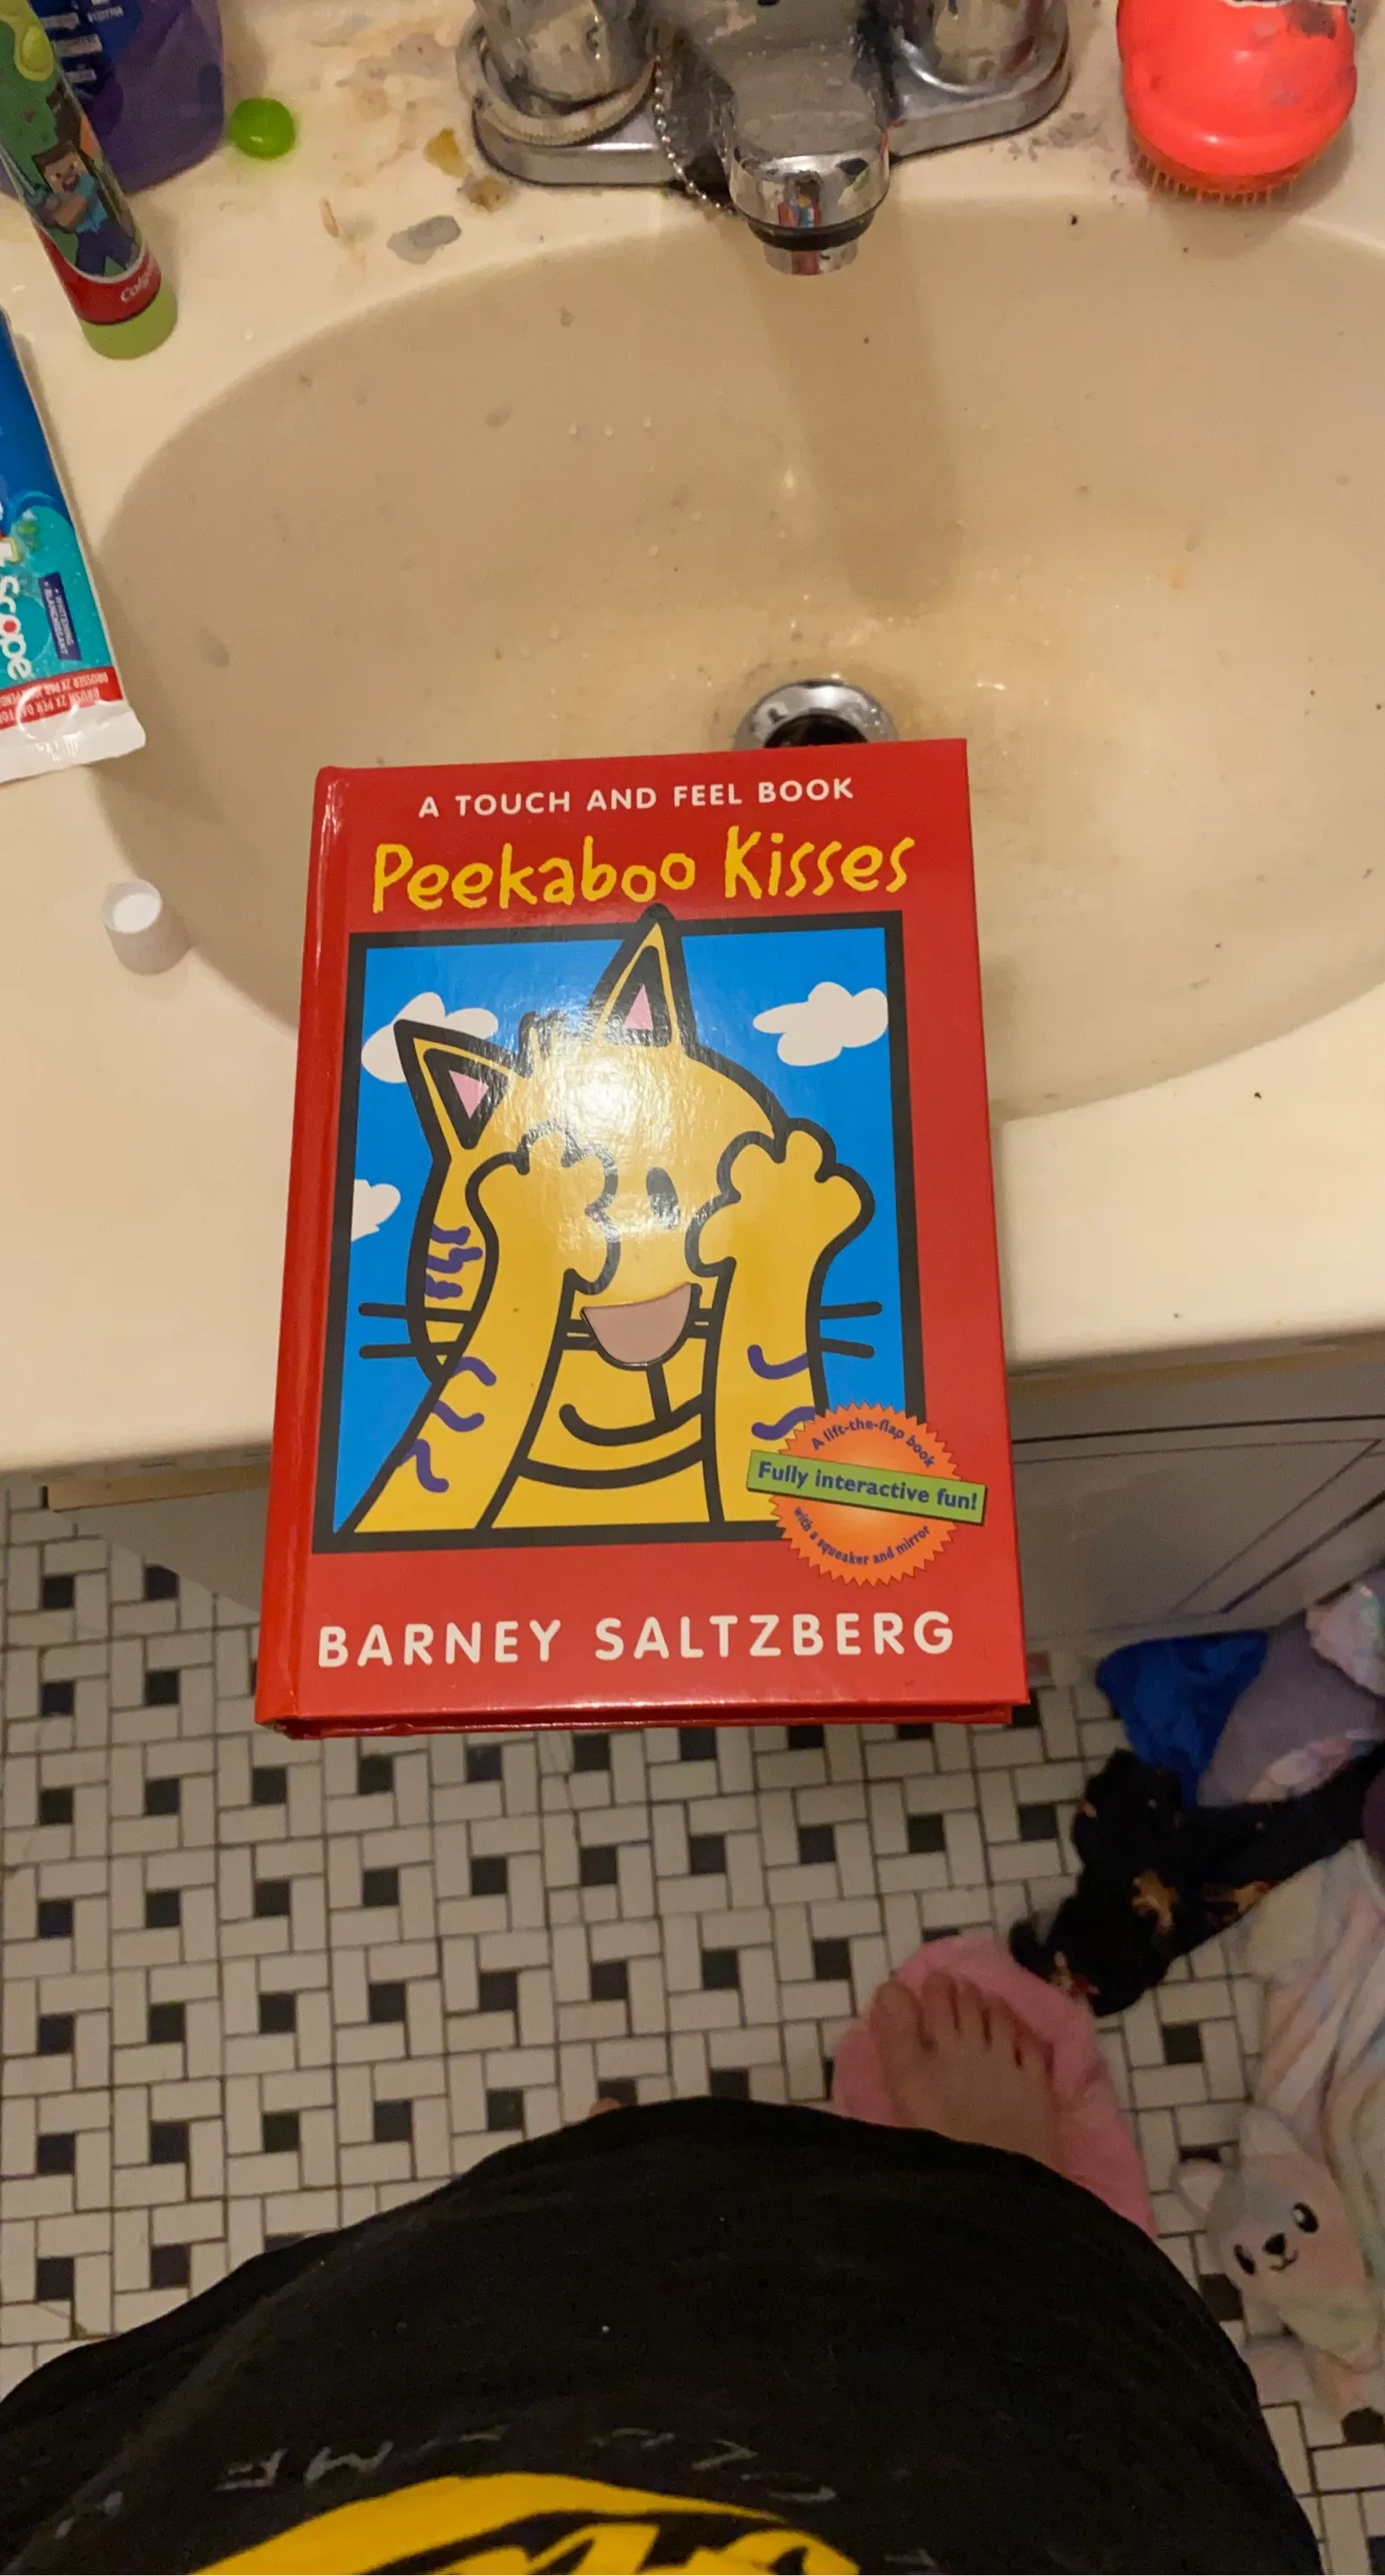 A TOUCH AND FEEL BOOK
Peekaboo Kisses
A lift-the-flap book
Fully interactive fun!
with a squeaker and mirror
BARNEY SALTZBERG
Scope